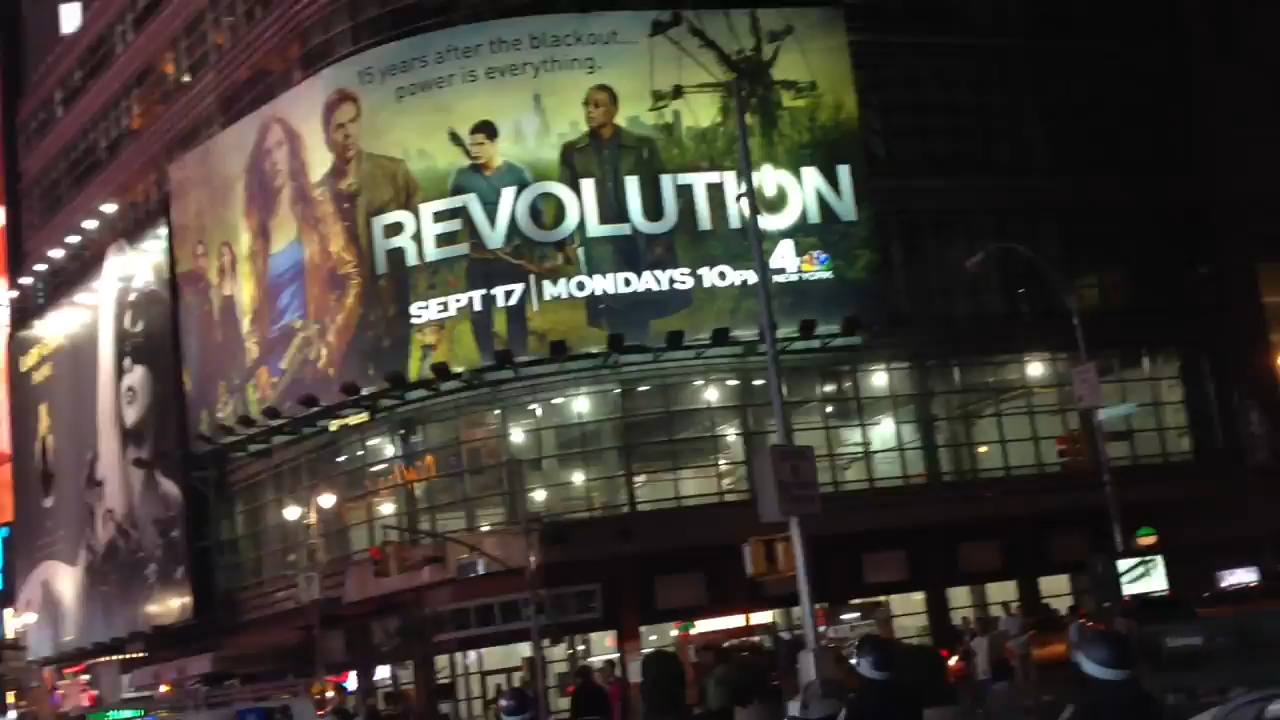 15 years after the blackout...
power is everything.
REVOLUTION
SEPT 17 | MONDAYS 10PM
4
NEW YORK